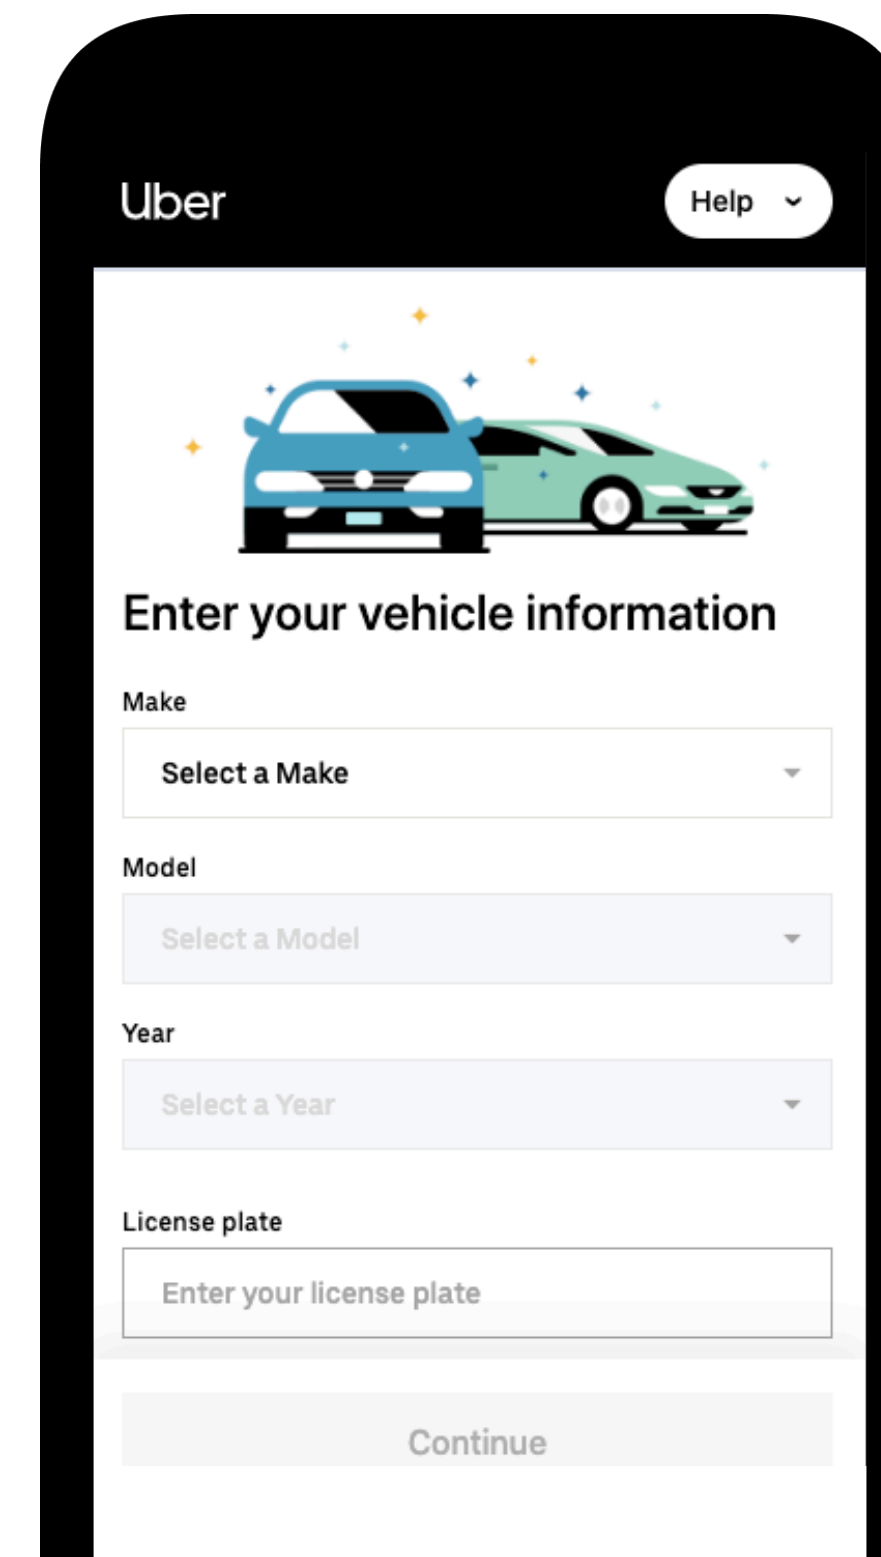 Uber
Help
Enter your vehicle information
Make
Select a Make
Model
Select a Model
Year
Select a Year
License plate
Enter your license plate
Continue